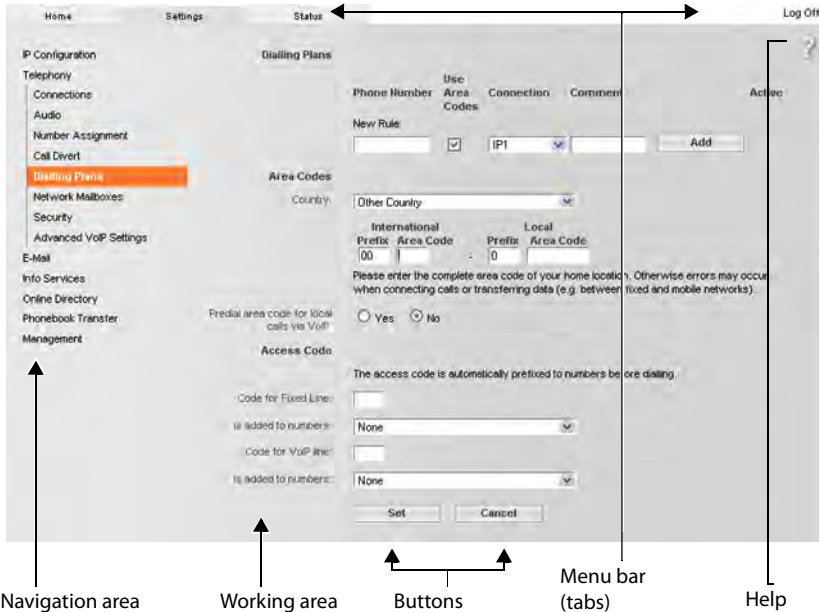 Home Settings Status Log Off
?
IP Configuration
Telephony
Connections
Audio
Number Assignment
Call Divert
Dialling Plans
Network Mailboxes
Security
Advanced VoIP Settings
E-Mail
Info Services
Online Directory
Phonebook Transfer
Management
Dialling Plans
Phone Number Use Area Codes Connection Comment Active
New Rule:
IP1 Add
Area Codes
Country: Other Country
International Local
Prefix Area Code Prefix Area Code
00 - 0
Please enter the complete area code of your home location. Otherwise errors may occur
when connecting calls or transferring data (e.g. between fixed and mobile networks).
Predial area code for local
calls via VoIP: Yes No
Access Code
The access code is automatically prefixed to numbers before dialing.
Code for Fixed Line:
is added to numbers: None
Code for VoIP line:
is added to numbers: None
Set Cancel
Navigation area Working area Buttons Menu bar
(tabs) Help